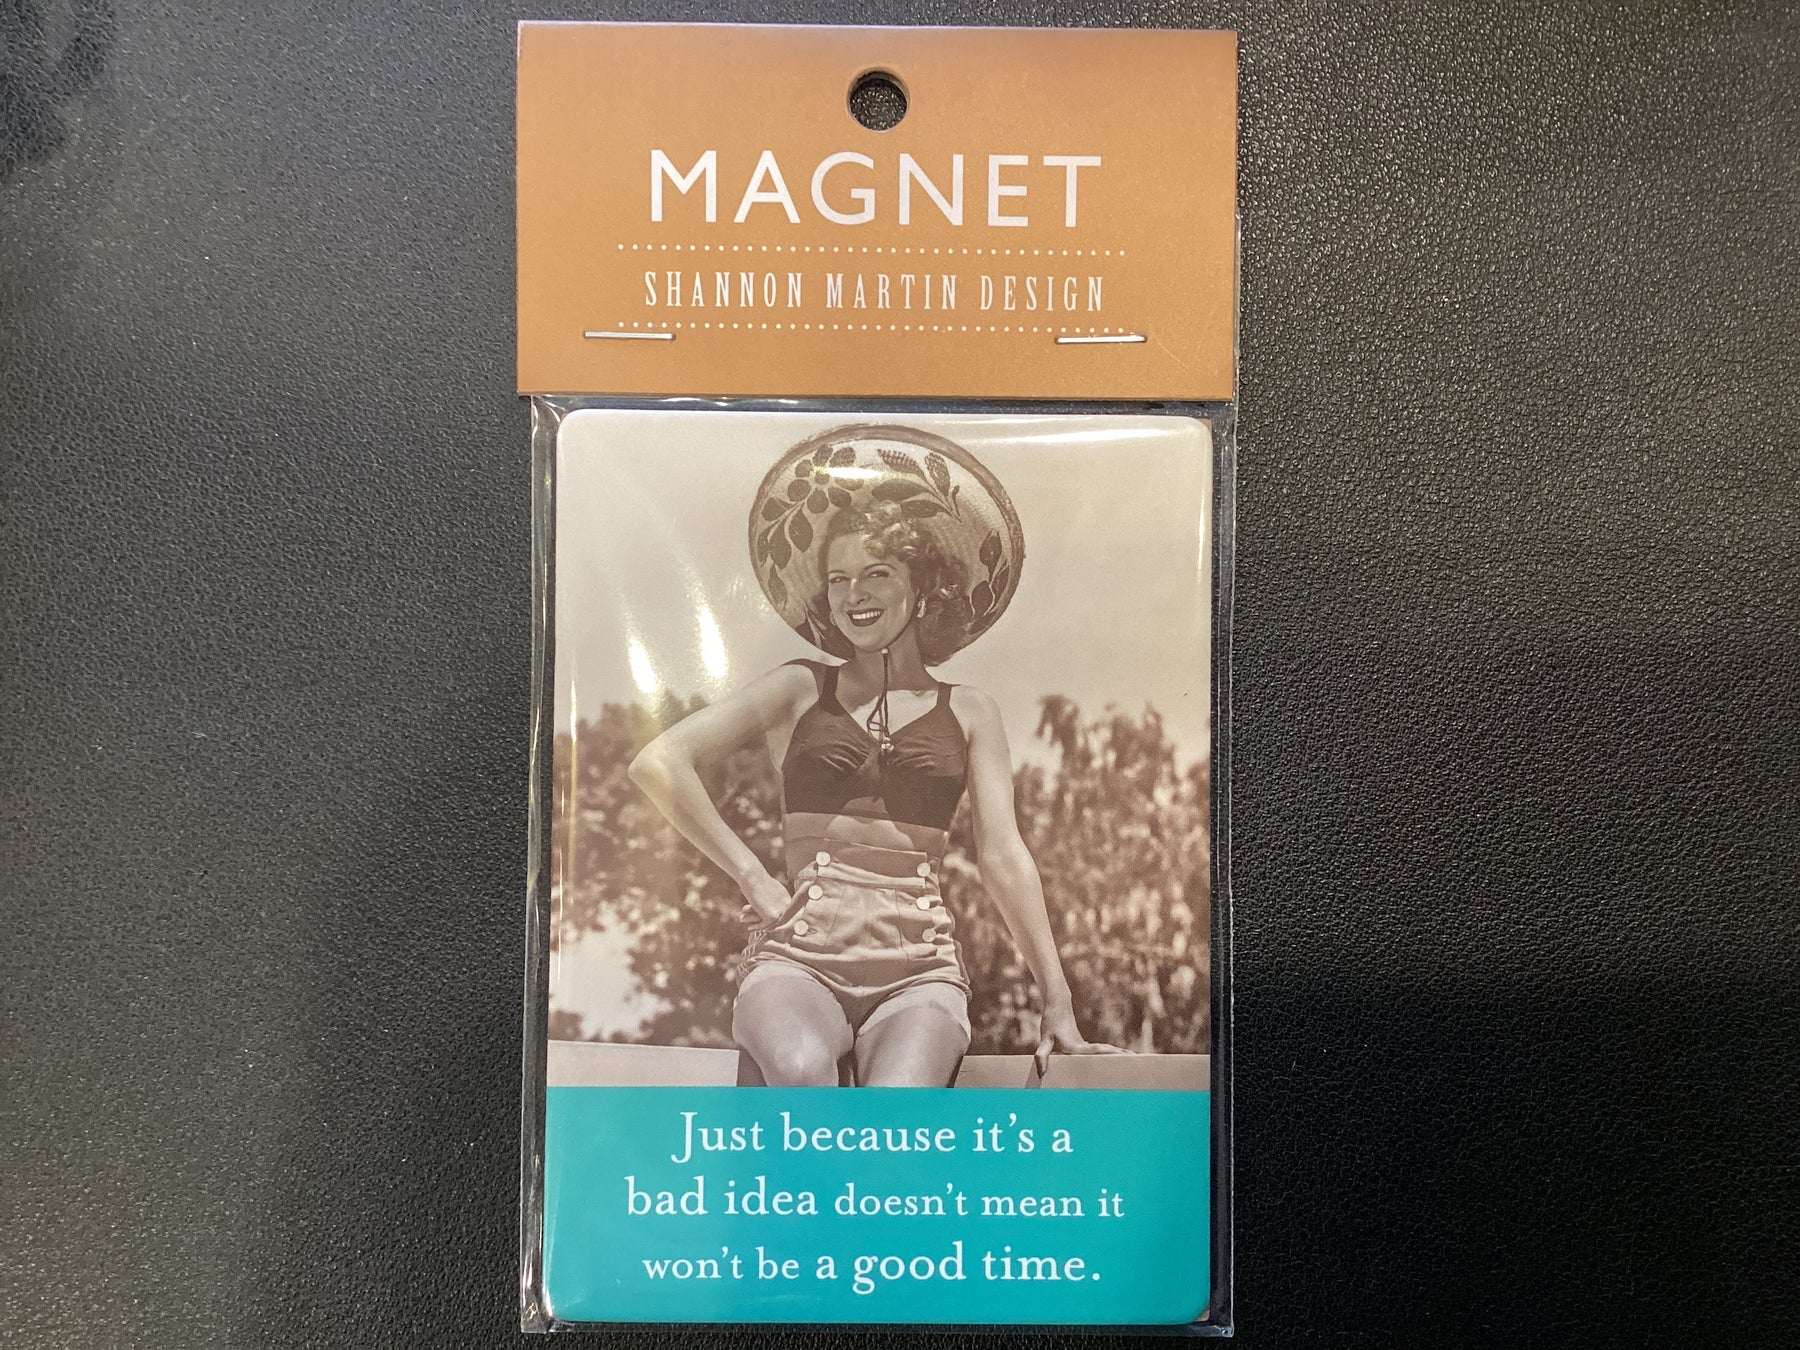 MAGNET
SHANNON MARTIN DESIGN
Just because it's a
bad idea doesn't mean it
won't be a good time.